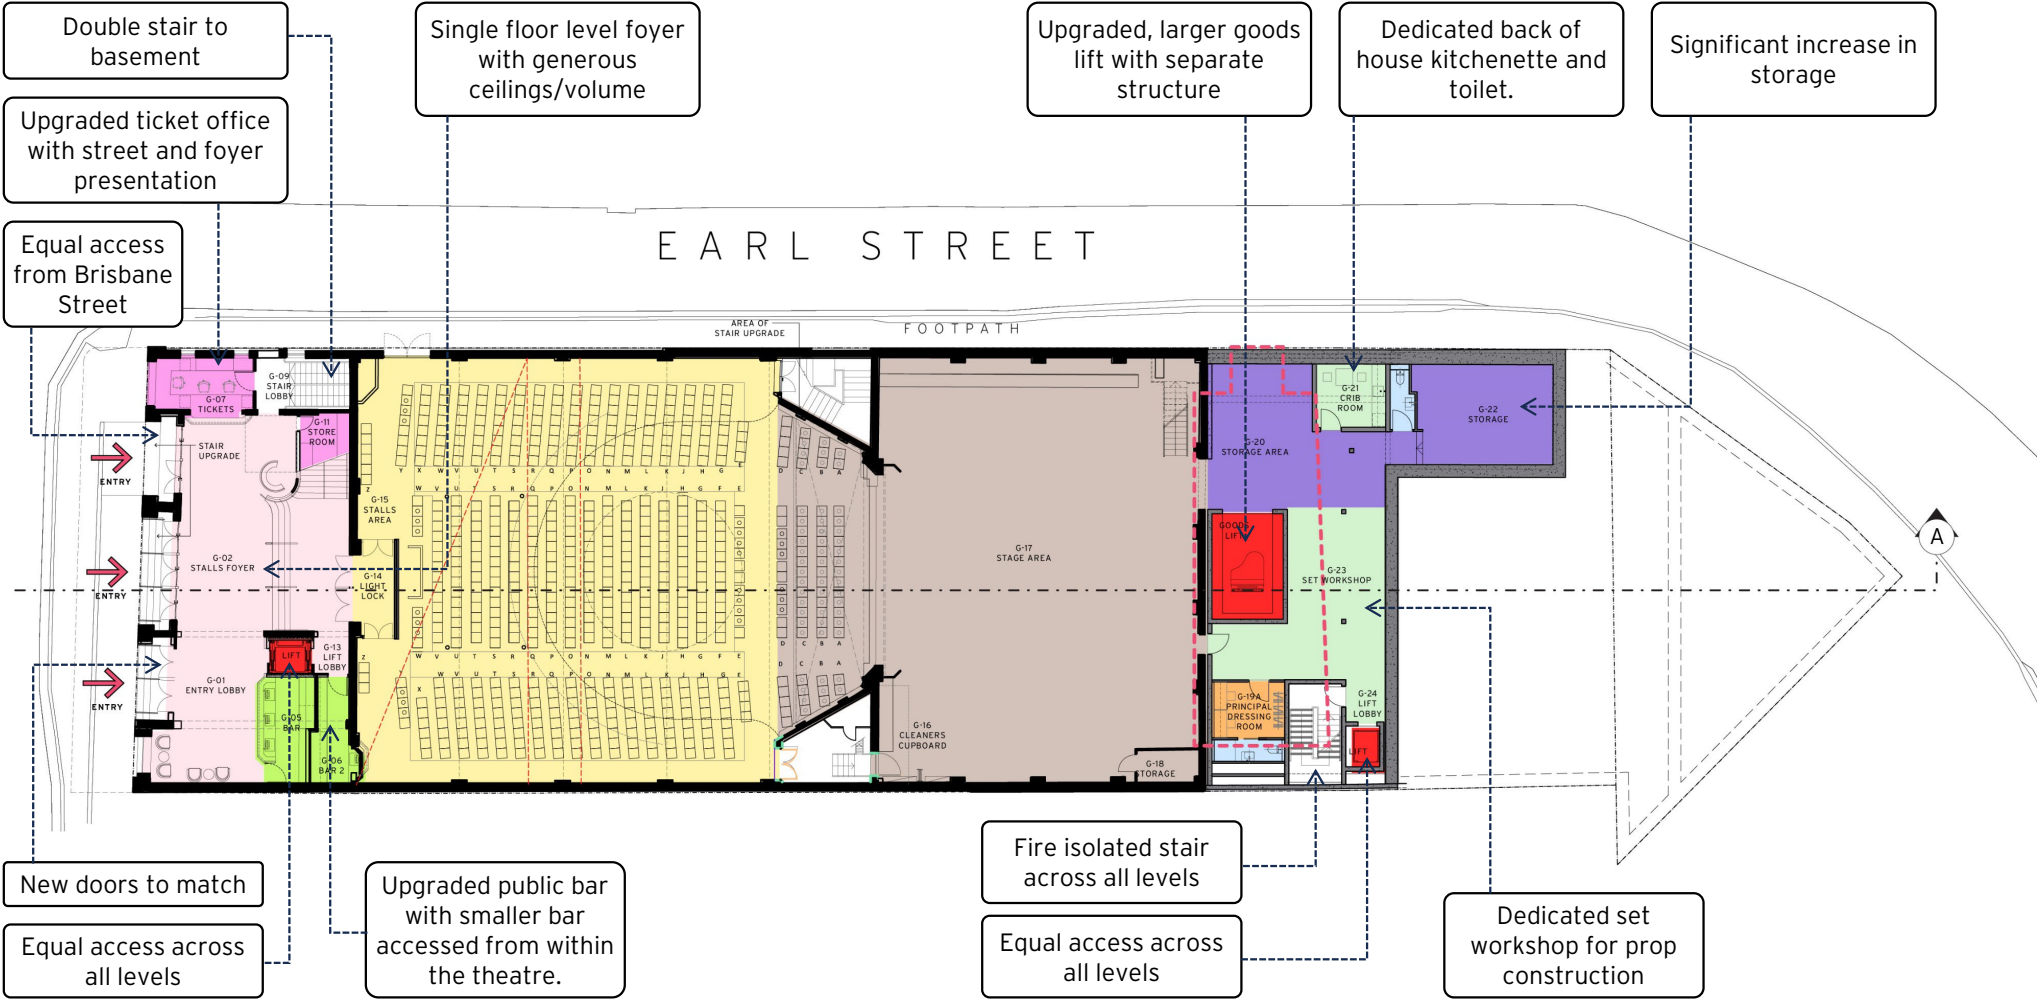 Double stair to
basement
Single floor level foyer
with generous
ceilings/volume
Upgraded, larger goods
lift with separate
structure
Dedicated back of
house kitchenette and
toilet.
Significant increase in
storage
Upgraded ticket office
with street and foyer
presentation
Equal access
from Brisbane
Street
EARL STREET
AREA OF
STAIR UPGRADE
FOOTPATH
G-09
STAIR
LOBBY
G-07
TICKETS
G-11
STORE
ROOM
STAIR
UPGRADE
ENTRY
G-02
STALLS FOYER
ENTRY
G-14
LIGHT
LOCK
G-15
STALLS
AREA
Y X W V U T S R Q P O N M L K J H G F E
D C B A
Z
W V U T S R Q P O N M L K J H G F E
G-17
STAGE AREA
G-20
STORAGE AREA
G-21
CRIB
ROOM
G-22
STORAGE
GOODS
LIFT
G-23
SET WORKSHOP
A
LIFT
G-13
LIFT
LOBBY
G-01
ENTRY LOBBY
ENTRY
G-05
BAR
G-06
BAR 2
Z
W V U T S R Q P O N M L K J H G F E
D C B A
X W V U T S R Q P O N M L K J H G F E
D C B A
G-16
CLEANERS
CUPBOARD
G-18
STORAGE
G-19A
PRINCIPAL
DRESSING
ROOM
G-24
LIFT
LOBBY
LIFT
New doors to match
Equal access across
all levels
Upgraded public bar
with smaller bar
accessed from within
the theatre.
Fire isolated stair
across all levels
Equal access across
all levels
Dedicated set
workshop for prop
construction